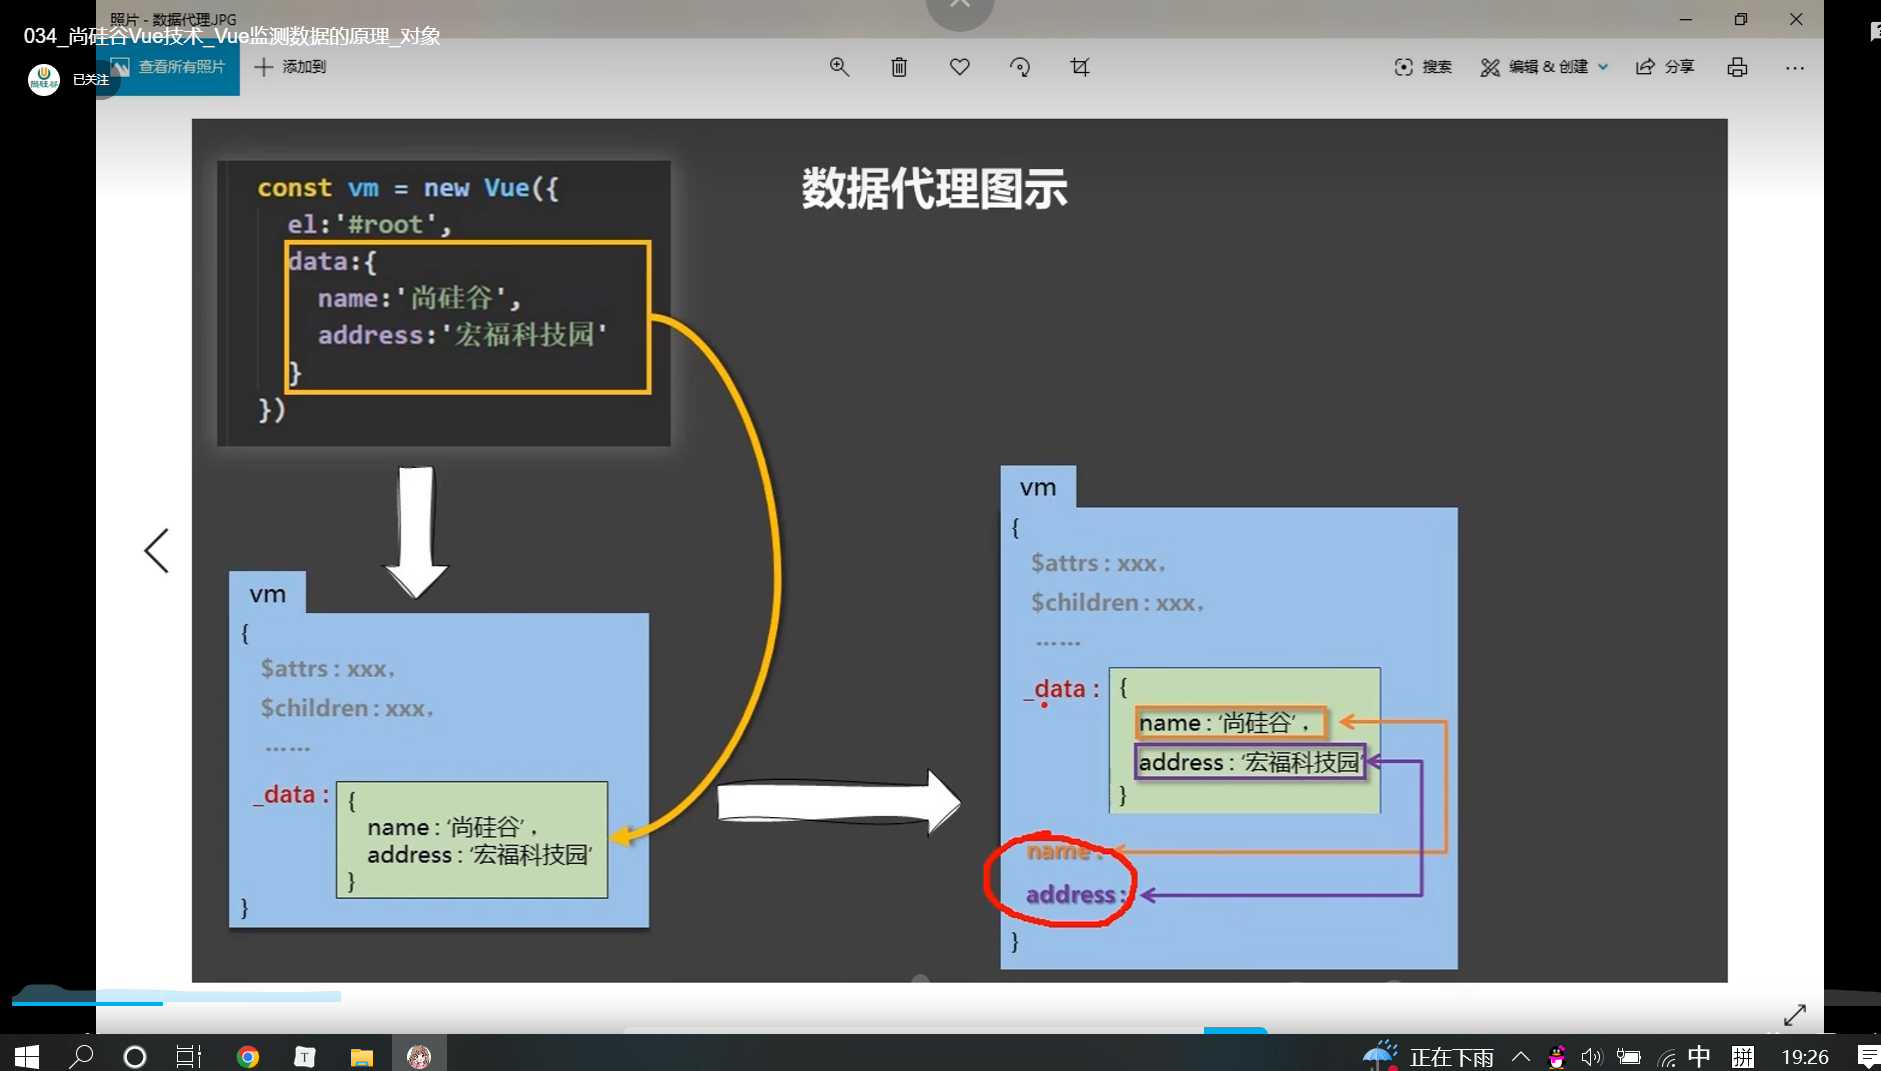 照片 - 数据代理.JPG
034_尚硅谷Vue技术_Vue监测数据的原理_对象
尚硅谷
已关注
查看所有照片
添加到
搜索
编辑 & 创建
分享
数据代理图示
const vm = new Vue({
el:'#root',
data:{
name:'尚硅谷',
address:'宏福科技园'
}
})
vm
{
$attrs : xxx，
$children : xxx，
……
_data :
{
name : ‘尚硅谷’，
address : ‘宏福科技园’
}
}
vm
{
$attrs : xxx，
$children : xxx，
……
_data :
{
name : ‘尚硅谷’，
address : ‘宏福科技园’
}
name :
address :
}
T
正在下雨
中
拼
19:26